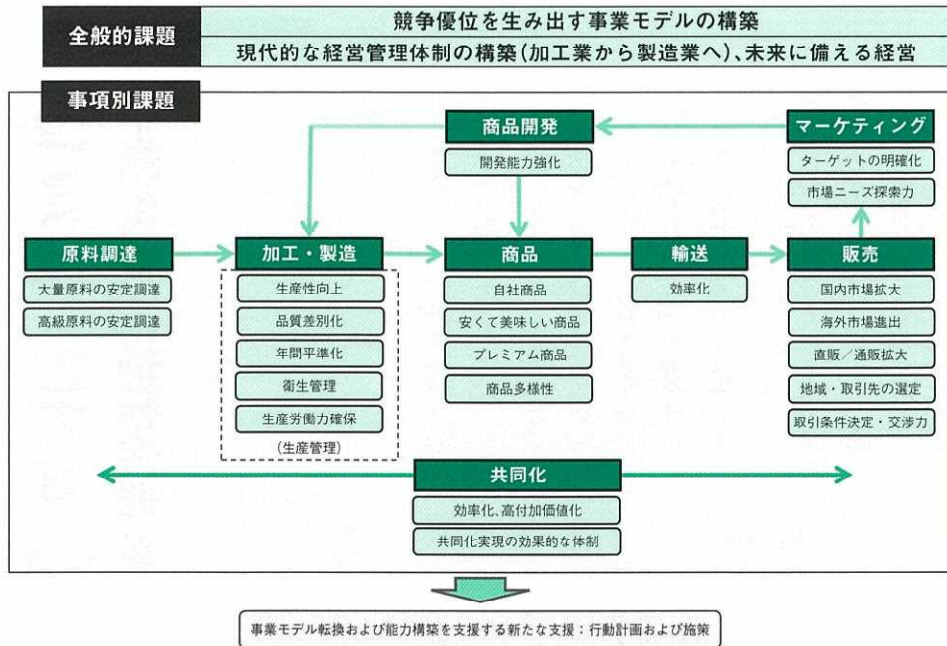 全般的課題
競争優位を生み出す事業モデルの構築
現代的な経営管理体制の構築(加工業から製造業へ)、未来に備える経営
事項別課題
商品開発
開発能力強化
マーケティング
ターゲットの明確化
市場ニーズ探索力
原料調達
大量原料の安定調達
高級原料の安定調達
加工・製造
生産性向上
品質差別化
年間平準化
衛生管理
生産労働力確保
(生産管理)
商品
自社商品
安くて美味しい商品
プレミアム商品
商品多様性
輸送
効率化
販売
国内市場拡大
海外市場進出
直販/通販拡大
地域・取引先の選定
取引条件決定・交渉力
共同化
効率化、高付加価値化
共同化実現の効果的な体制
事業モデル転換および能力構築を支援する新たな支援:行動計画および施策